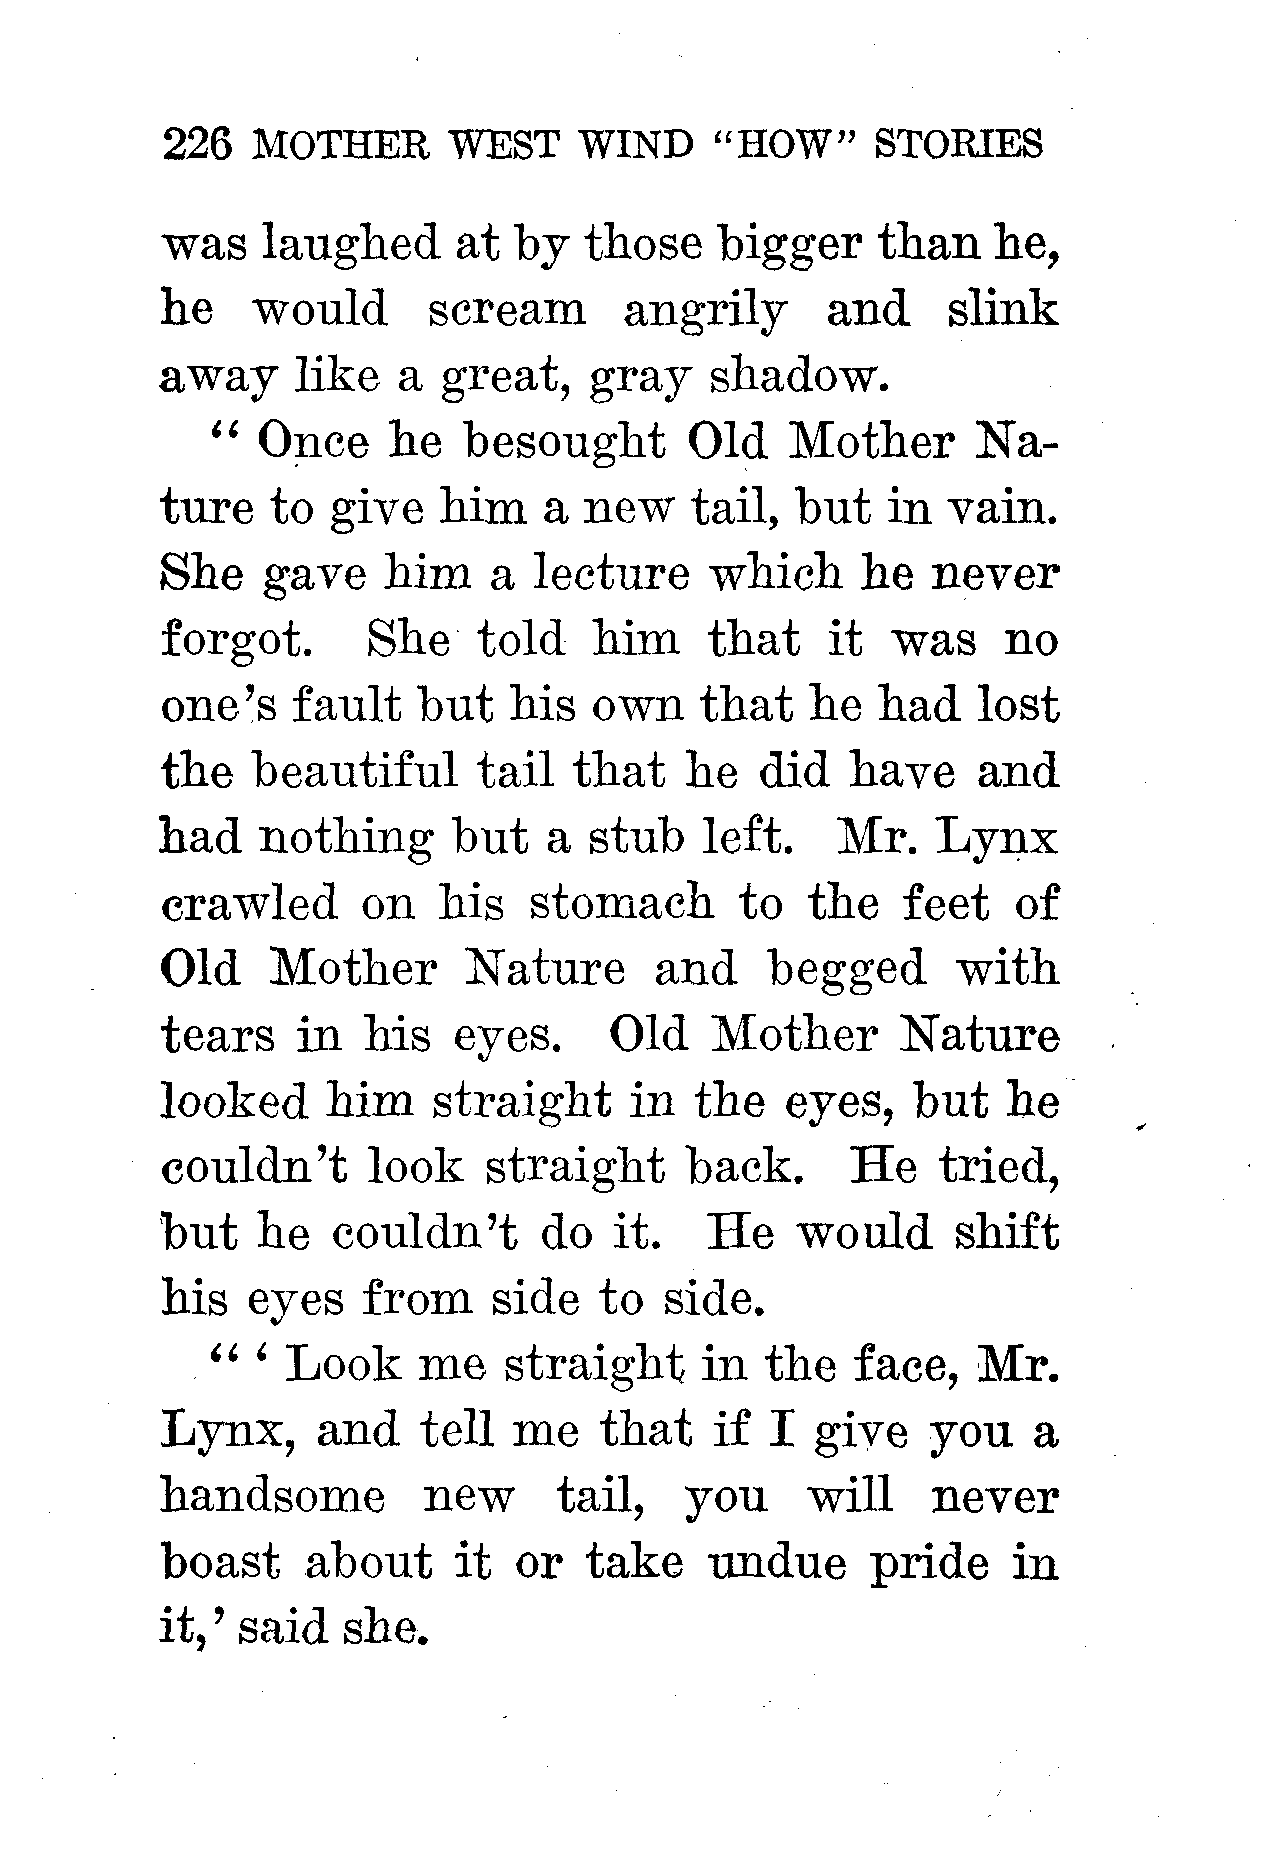 226 MOTHER WEST WIND “HOW” STORIES
was laughed at by those bigger than he,
he would scream angrily and slink
away like a great, gray shadow.
“ Once he besought Old Mother Na-
ture to give him a new tail, but in vain.
She gave him a lecture which he never
forgot. She told him that it was no
one’s fault but his own that he had lost
the beautiful tail that he did have and
had nothing but a stub left. Mr. Lynx
crawled on his stomach to the feet of
Old Mother Nature and begged with
tears in his eyes. Old Mother Nature
looked him straight in the eyes, but he
couldn’t look straight back. He tried,
but he couldn’t do it. He would shift
his eyes from side to side.
“ ‘ Look me straight in the face, Mr.
Lynx, and tell me that if I give you a
handsome new tail, you will never
boast about it or take undue pride in
it,’ said she.